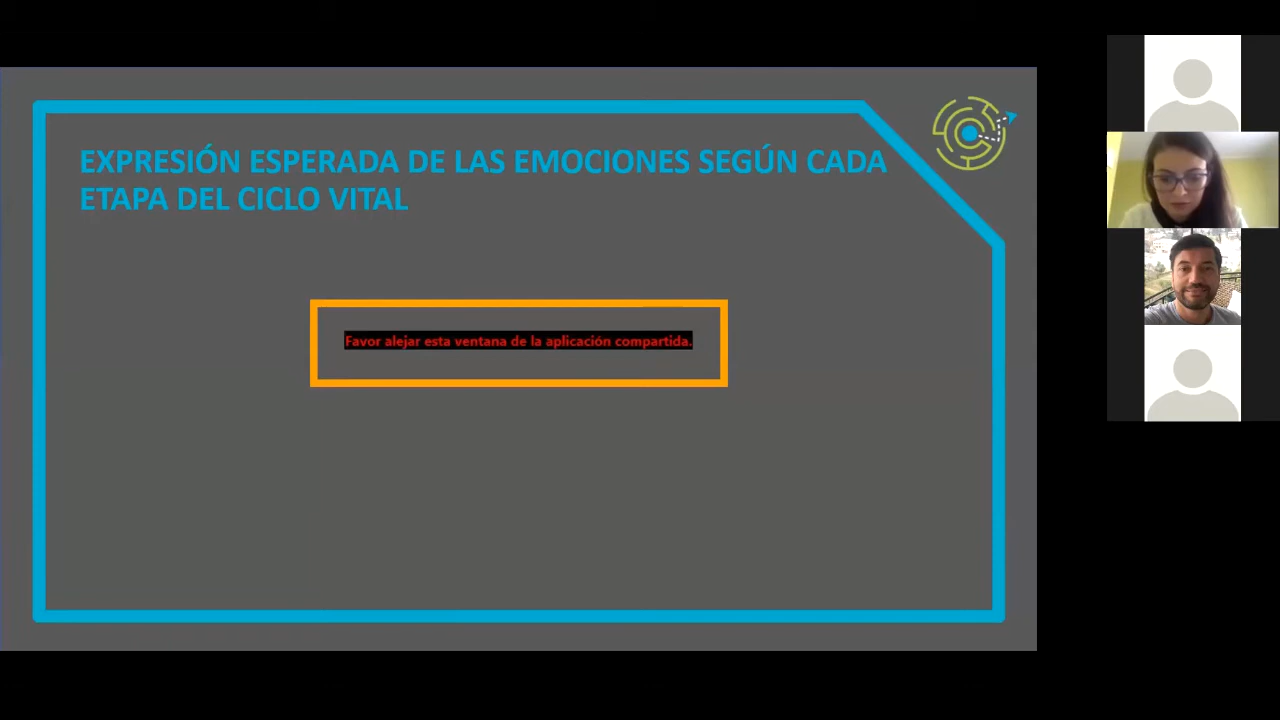 EXPRESIÓN ESPERADA DE LAS EMOCIONES SEGÚN CADA
ETAPA DEL CICLO VITAL
Favor alejar esta ventana de la aplicación compartida.